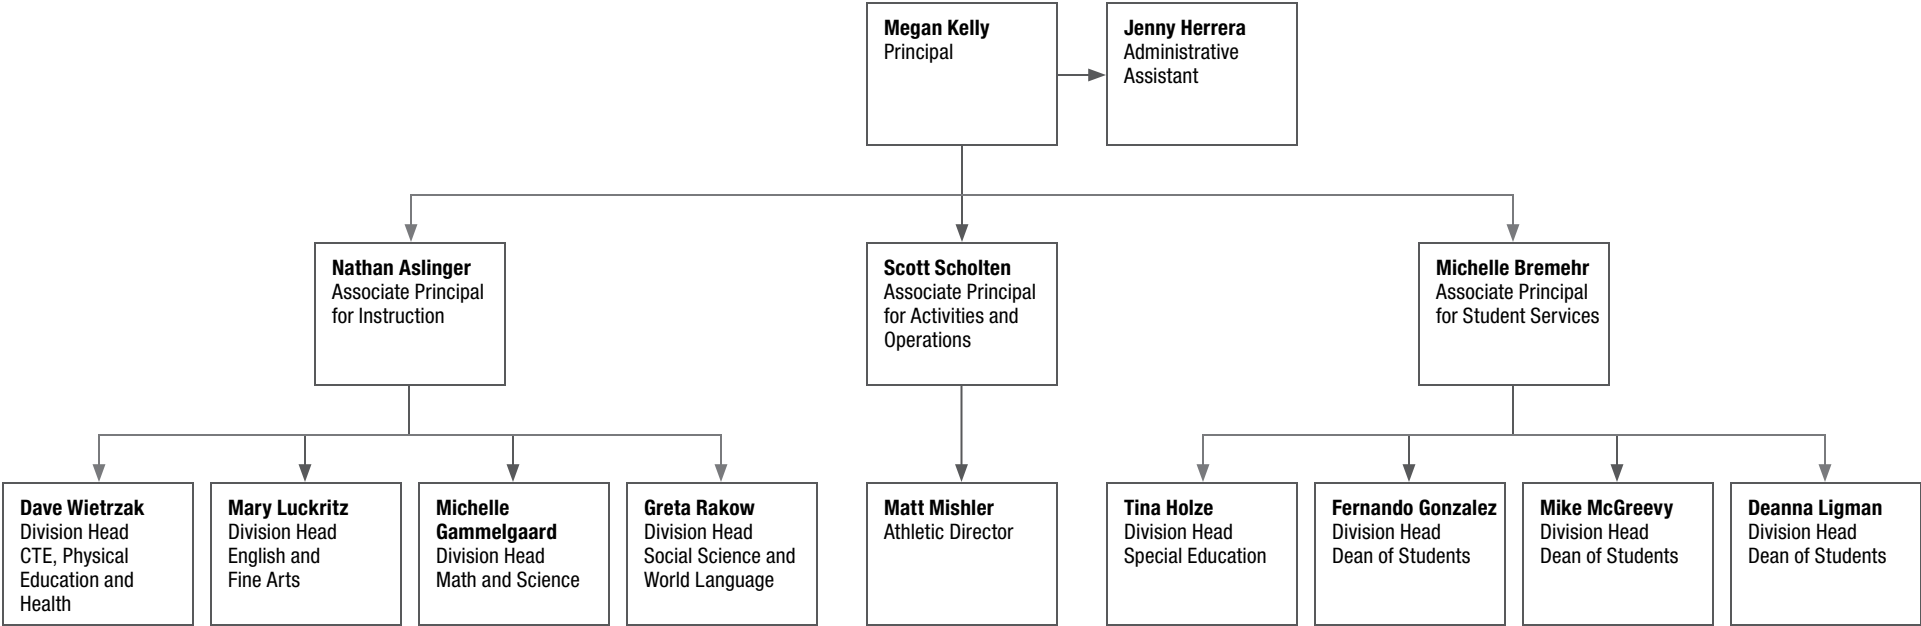 Megan Kelly
Principal
Jenny Herrera
Administrative
Assistant
Nathan Aslinger
Associate Principal
for Instruction
Scott Scholten
Associate Principal
for Activities and
Operations
Michelle Bremehr
Associate Principal
for Student Services
Dave Wietrzak
Division Head
CTE, Physical
Education and
Health
Mary Luckritz
Division Head
English and
Fine Arts
Michelle
Gammelgaard
Division Head
Math and Science
Greta Rakow
Division Head
Social Science and
World Language
Matt Mishler
Athletic Director
Tina Holze
Division Head
Special Education
Fernando Gonzalez
Division Head
Dean of Students
Mike McGreevy
Division Head
Dean of Students
Deanna Ligman
Division Head
Dean of Students